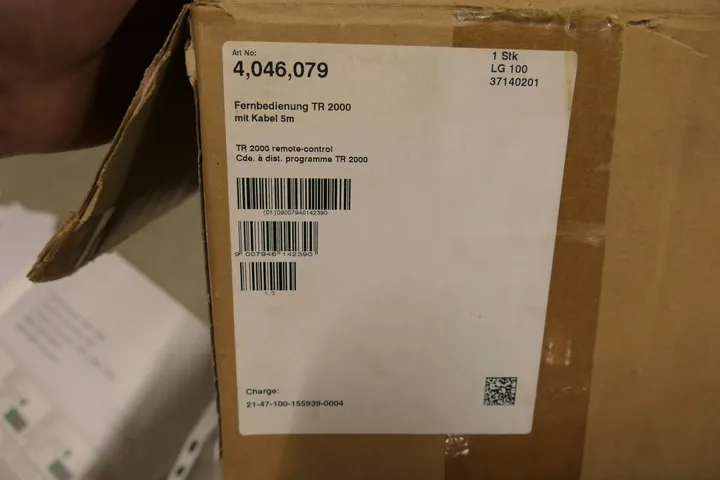 Art No:
4,046,079
1 Stk
LG 100
37140201
Fernbedienung TR 2000
mit Kabel 5m
TR 2000 remote-control
Cde. à dist. programme TR 2000
(01)09007946142390
9 007946 142390
1,0
Charge:
21-47-100-155939-0004